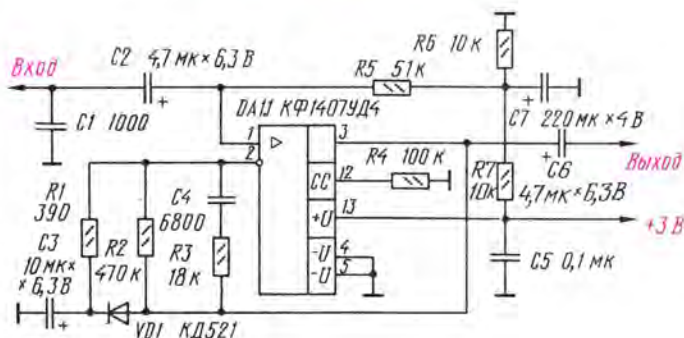 C2 4,7 мк × 6,3 В
Вход
C1 1000
R6 10 к
R5 51к
C7 220 мк × 4 В
C6
4,7мк×6,3В
Выход
R7
10к
+3 В
C5 0,1 мк
DA1.1 КФ1407УД4
1
2
3
CC
12
R4 100 к
+U
13
-U
4
-U
5
R1
390
C3
10 мк×
×6,3 В
R2
470 к
C4
6800
R3
18 к
VD1 КД521